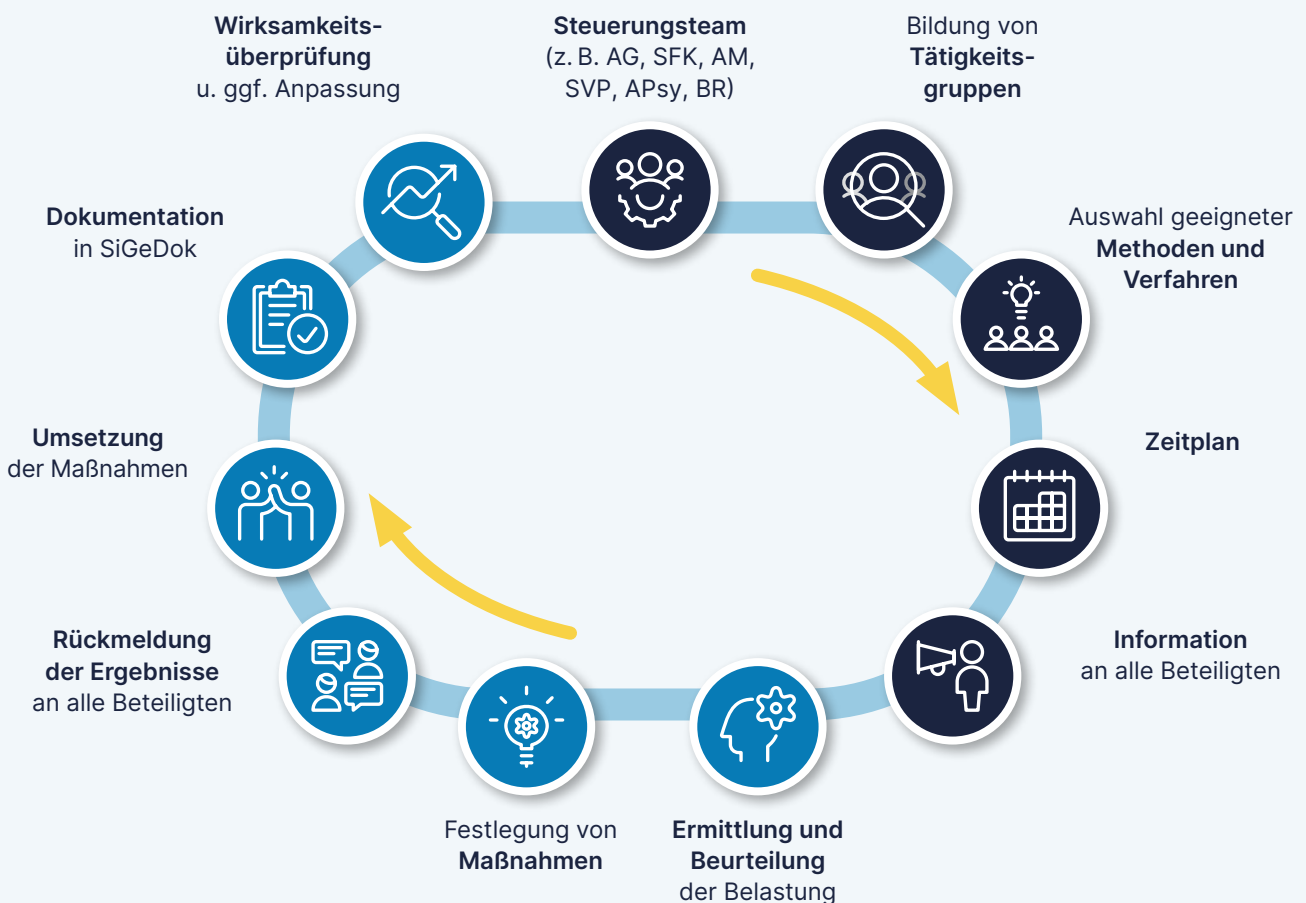 Wirksamkeits-
überprüfung
u. ggf. Anpassung
Steuerungsteam
(z. B. AG, SFK, AM,
SVP, APsy, BR)
Bildung von
Tätigkeits-
gruppen
Auswahl geeigneter
Methoden und
Verfahren
Zeitplan
Information
an alle Beteiligten
Ermittlung und
Beurteilung
der Belastung
Festlegung von
Maßnahmen
Rückmeldung
der Ergebnisse
an alle Beteiligten
Umsetzung
der Maßnahmen
Dokumentation
in SiGeDok